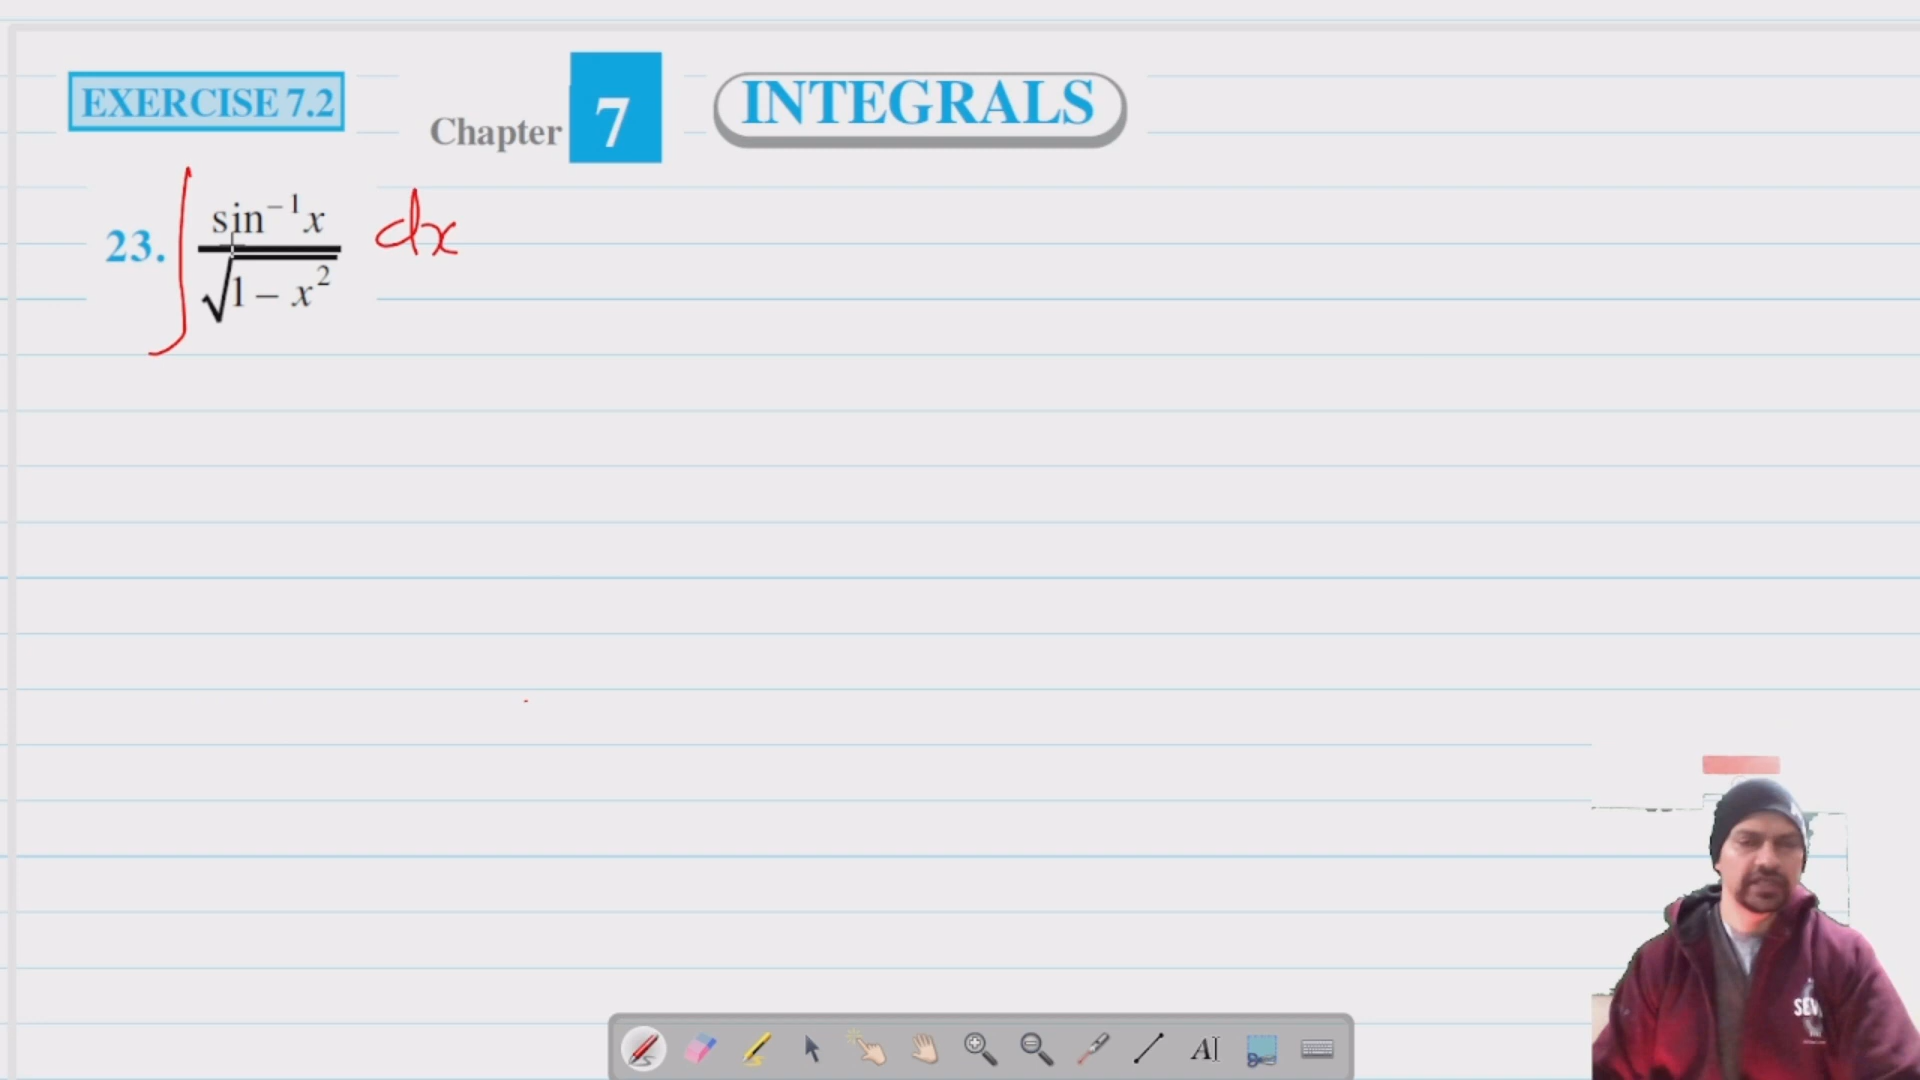 EXERCISE 7.2
Chapter 7
INTEGRALS
23. ∫ sin⁻¹x / √(1 – x²) dx